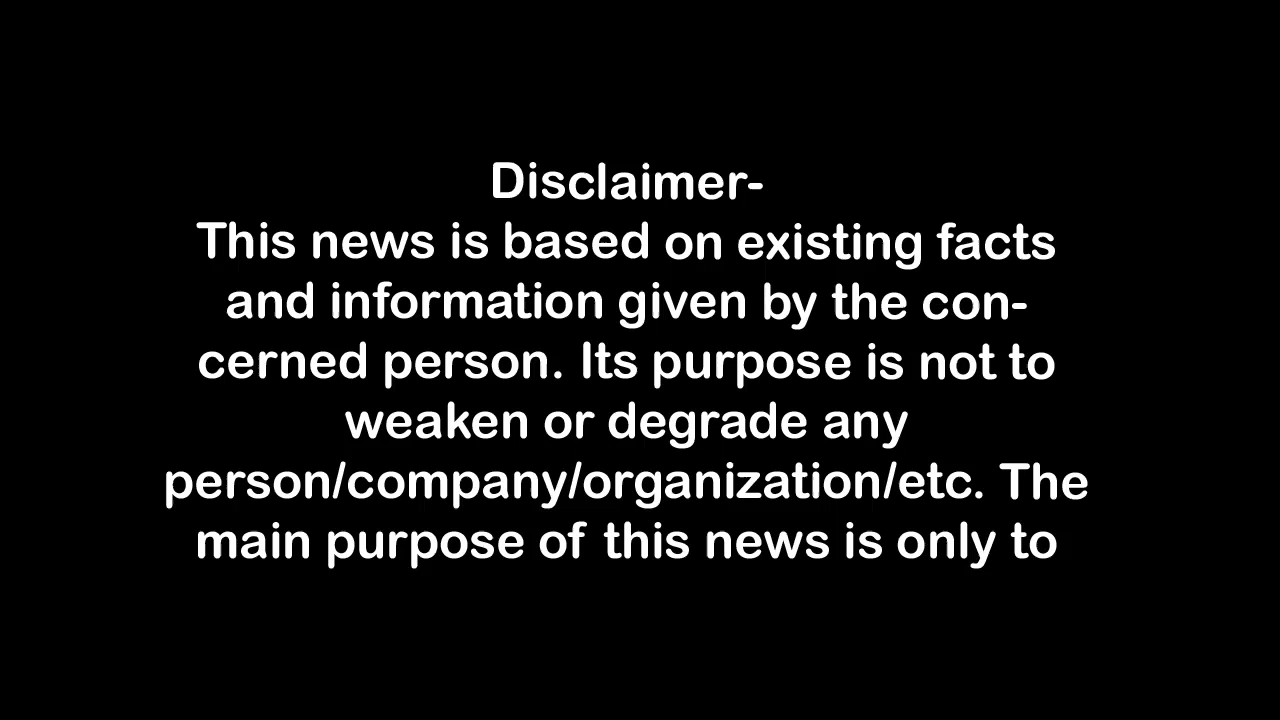 Disclaimer-
This news is based on existing facts
and information given by the con-
cerned person. Its purpose is not to
weaken or degrade any
person/company/organization/etc. The
main purpose of this news is only to